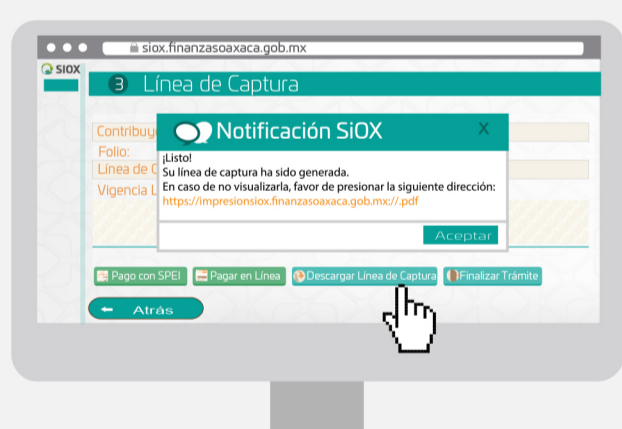 siox.finanzasoaxaca.gob.mx
SIOX
3 Línea de Captura
Contribuy
Folio:
Línea de C
Vigencia L
Notificación SiOX X
¡Listo!
Su línea de captura ha sido generada.
En caso de no visualizarla, favor de presionar la siguiente dirección:
https://impresionsiox.finanzasoaxaca.gob.mx://.pdf
Aceptar
Pago con SPEI Pagar en Línea Descargar Línea de Captura Finalizar Trámite
← Atrás